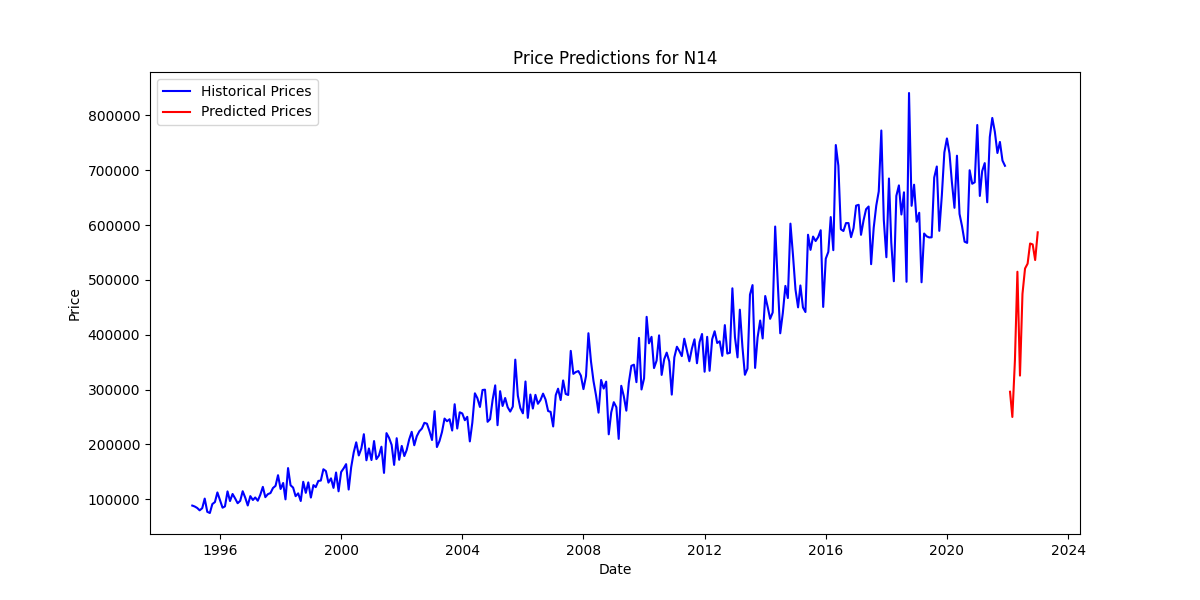 Price Predictions for N14
Historical Prices
Predicted Prices
800000
700000
600000
500000
400000
300000
200000
100000
Price
1996 2000 2004 2008 2012 2016 2020 2024
Date